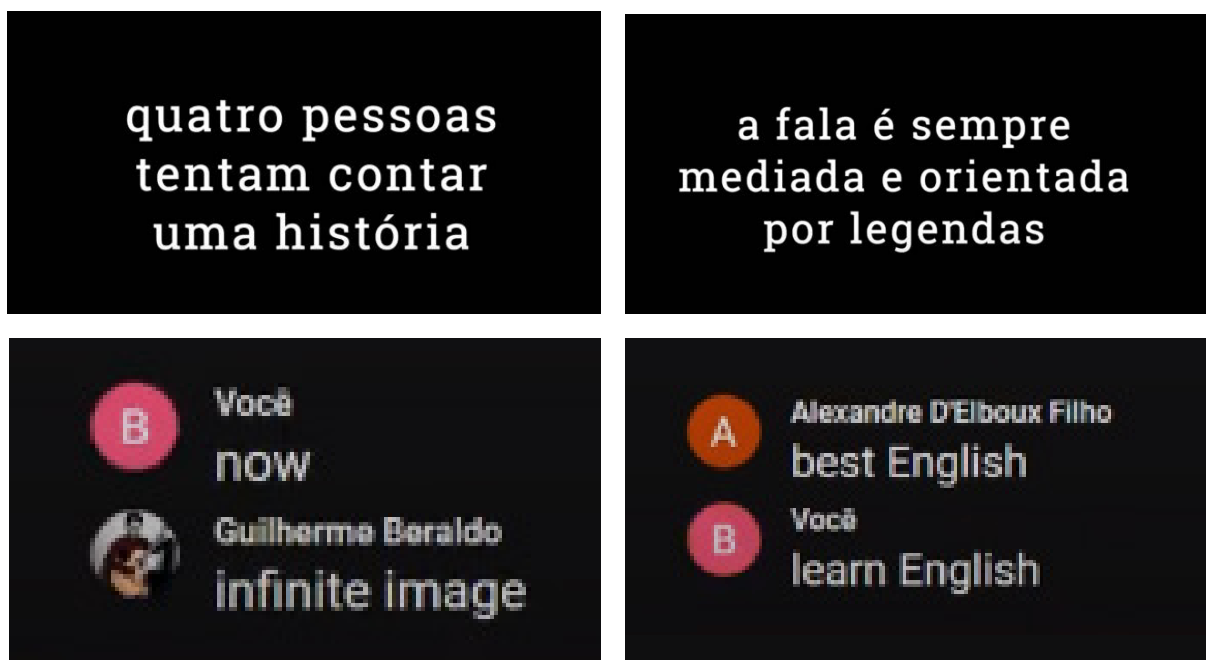 quatro pessoas
tentam contar
uma história
a fala é sempre
mediada e orientada
por legendas
B
Você
now
Guilherme Beraldo
infinite image
A
Alexandre D'Elboux Filho
best English
B
Você
learn English